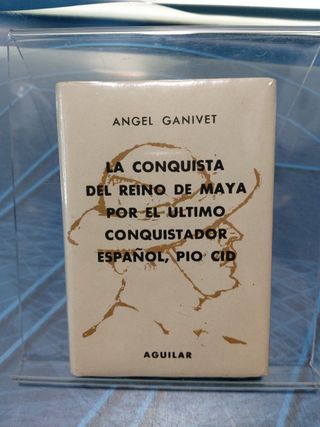 ANGEL GANIVET
LA CONQUISTA
DEL REINO DE MAYA
POR EL ULTIMO
CONQUISTADOR
ESPAÑOL, PIO CID
AGUILAR